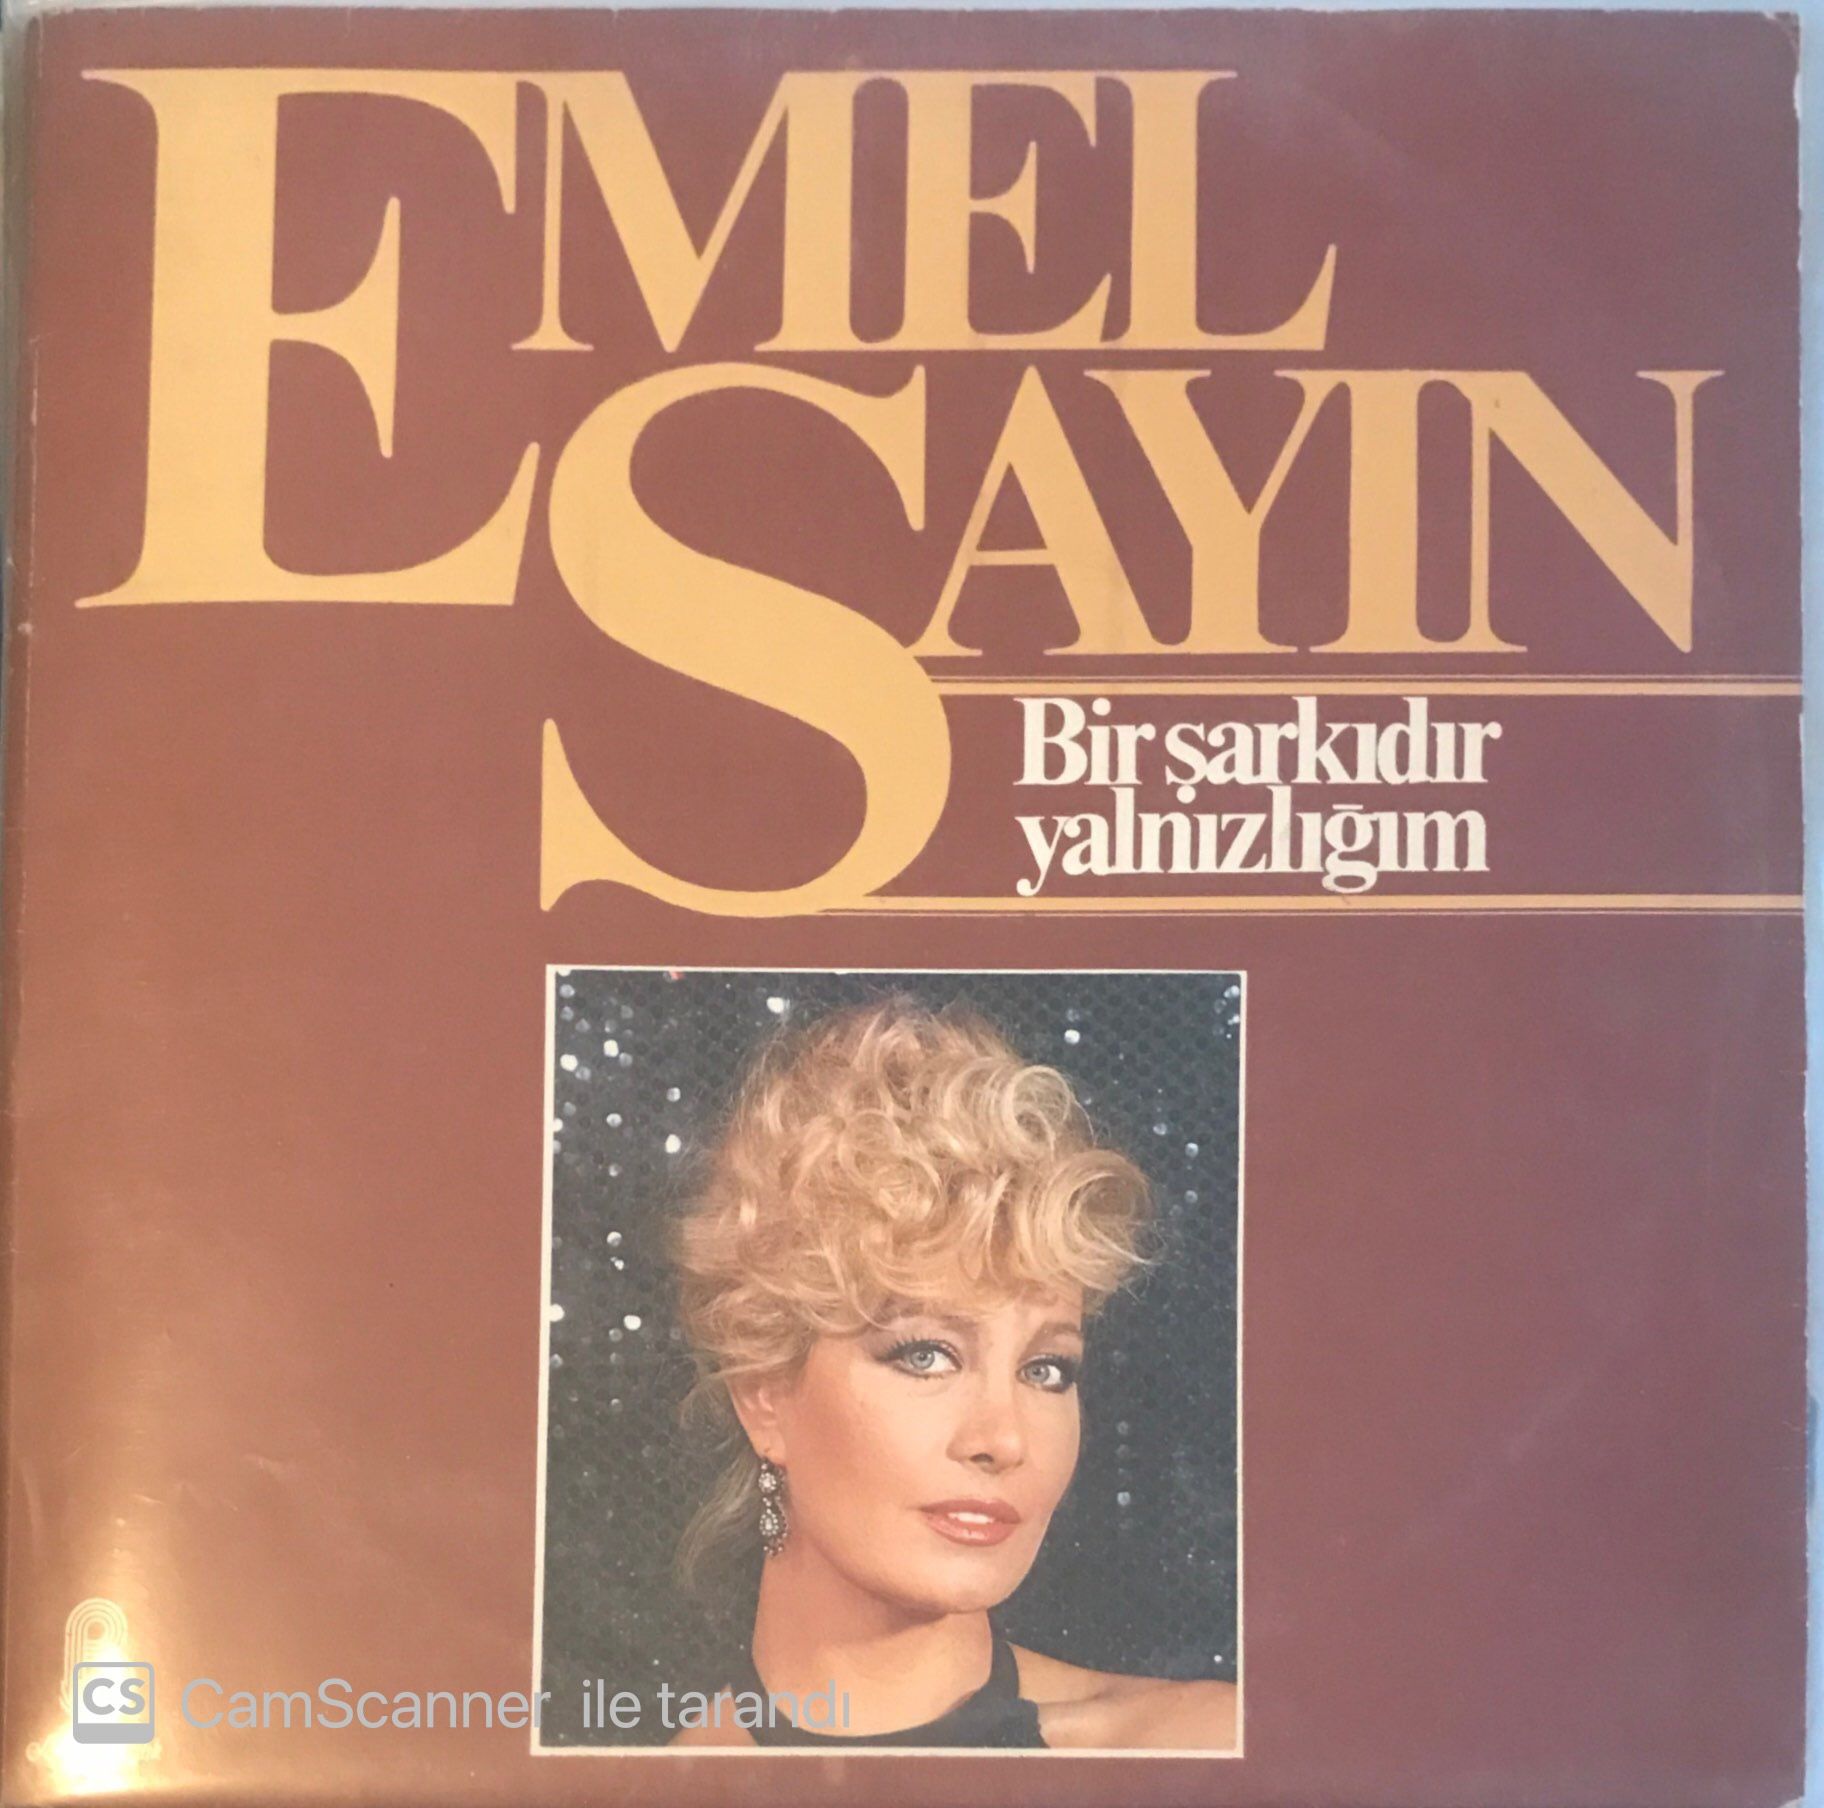 EMEL
SAYIN
Bir şarkıdır
yalnızlığım
CS CamScanner ile tarandı